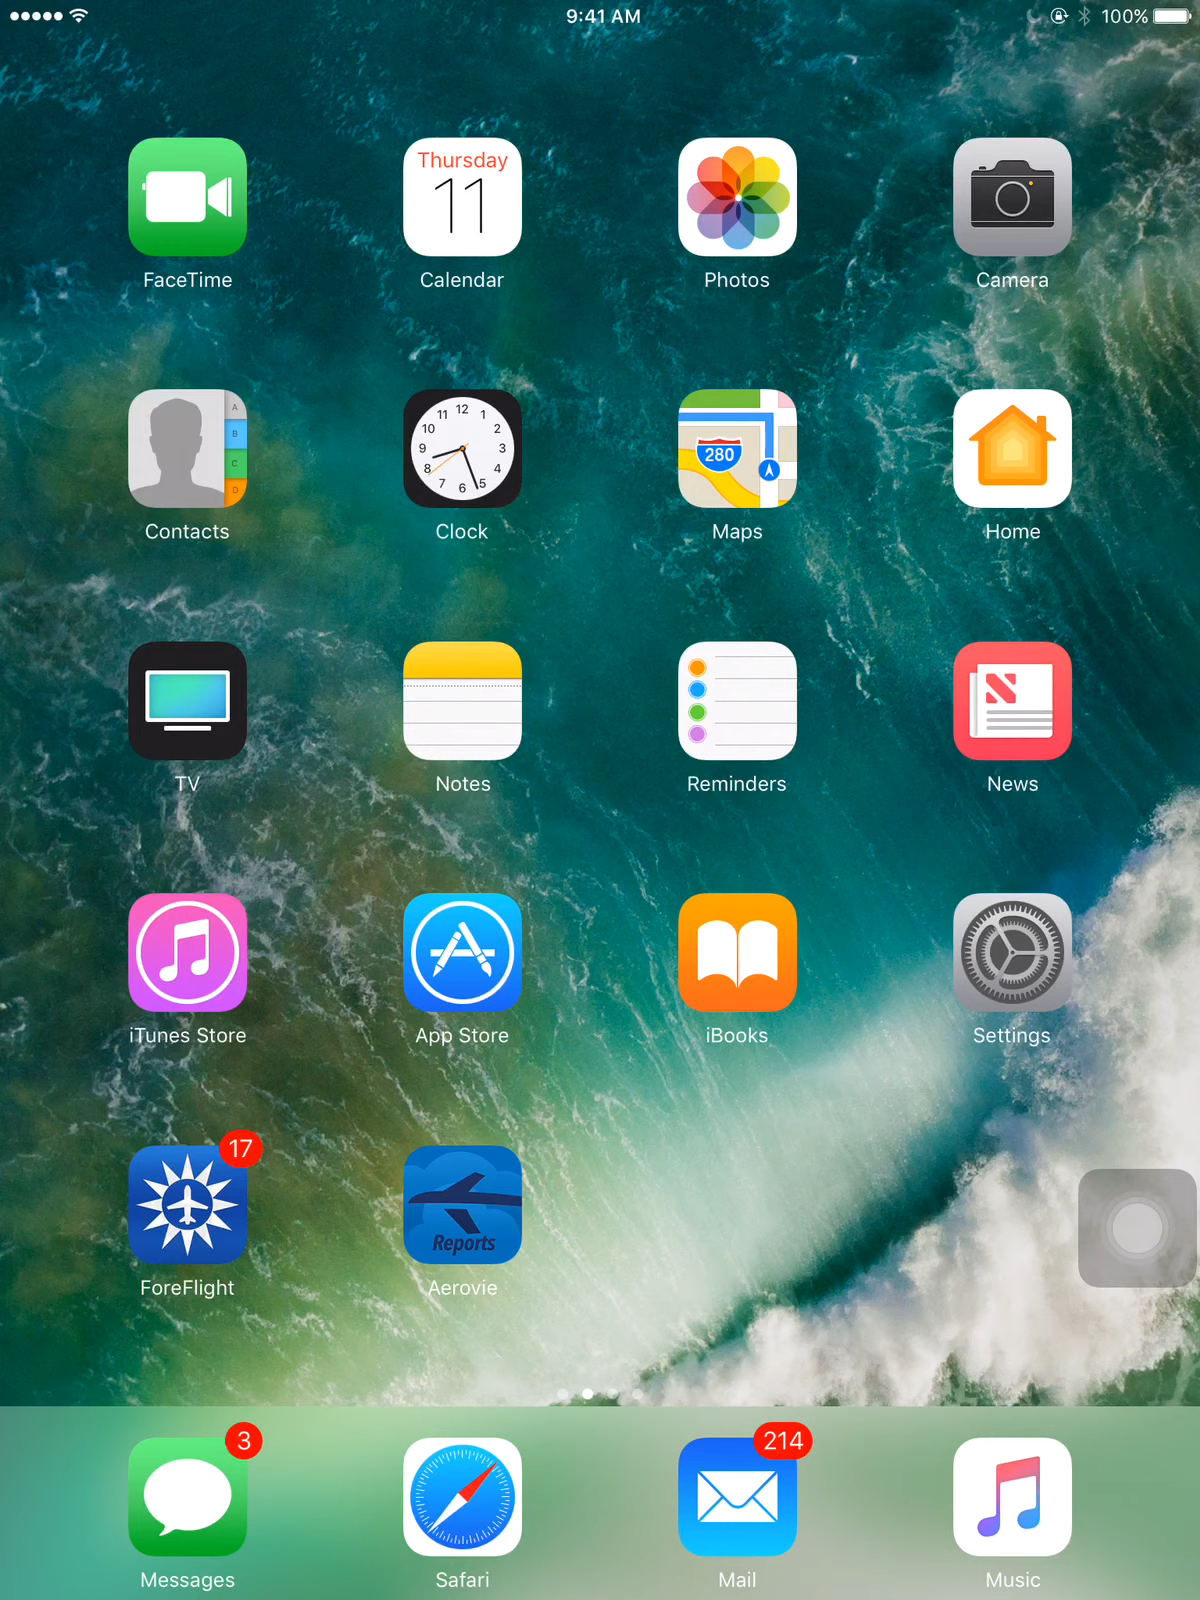 9:41 AM 100%
Thursday
11
FaceTime Calendar Photos Camera
A
B
C
D
12
11 1
10 2
9 3
8 4
7 5
6
280
Contacts Clock Maps Home
TV Notes Reminders News
iTunes Store App Store iBooks Settings
17
Reports
ForeFlight Aerovie
3 214
Messages Safari Mail Music